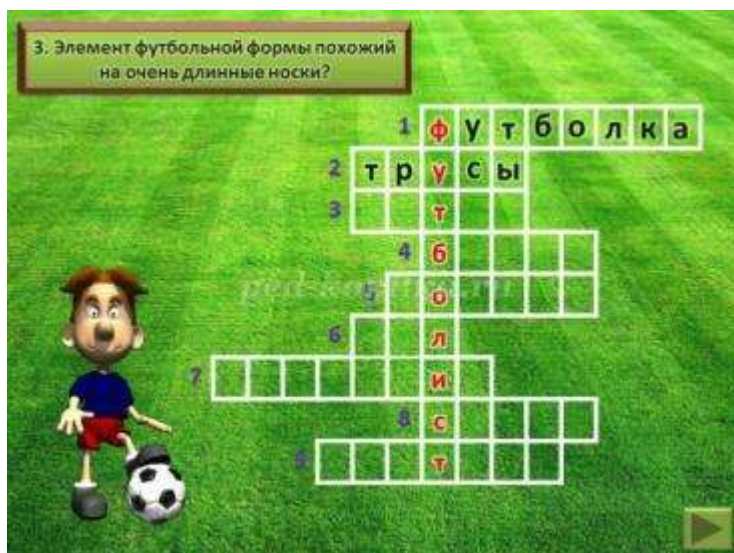 3. Элемент футбольной формы похожий
на очень длинные носки?
1 футболка
2 трусы
3 т
4 б
5 о
6 л
7 и
8 с
9 т